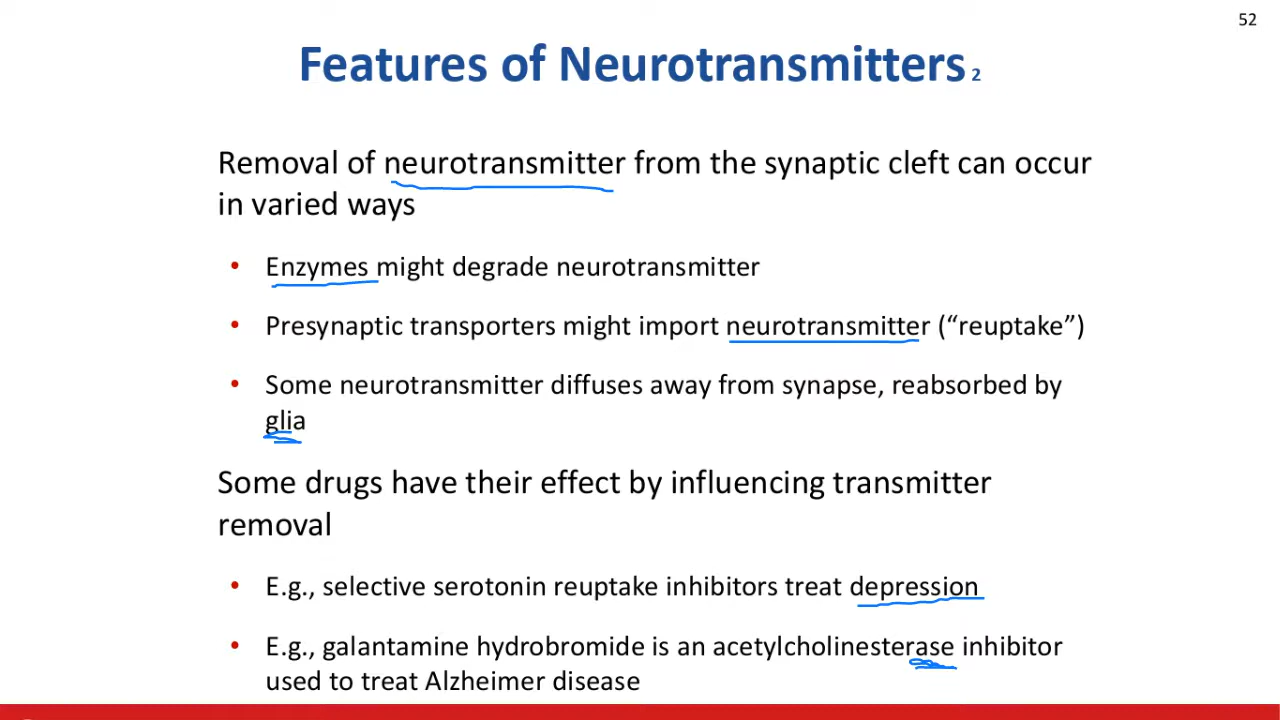 52
Features of Neurotransmitters 2
Removal of neurotransmitter from the synaptic cleft can occur
in varied ways
• Enzymes might degrade neurotransmitter
• Presynaptic transporters might import neurotransmitter (“reuptake”)
• Some neurotransmitter diffuses away from synapse, reabsorbed by
glia
Some drugs have their effect by influencing transmitter
removal
• E.g., selective serotonin reuptake inhibitors treat depression
• E.g., galantamine hydrobromide is an acetylcholinesterase inhibitor
used to treat Alzheimer disease